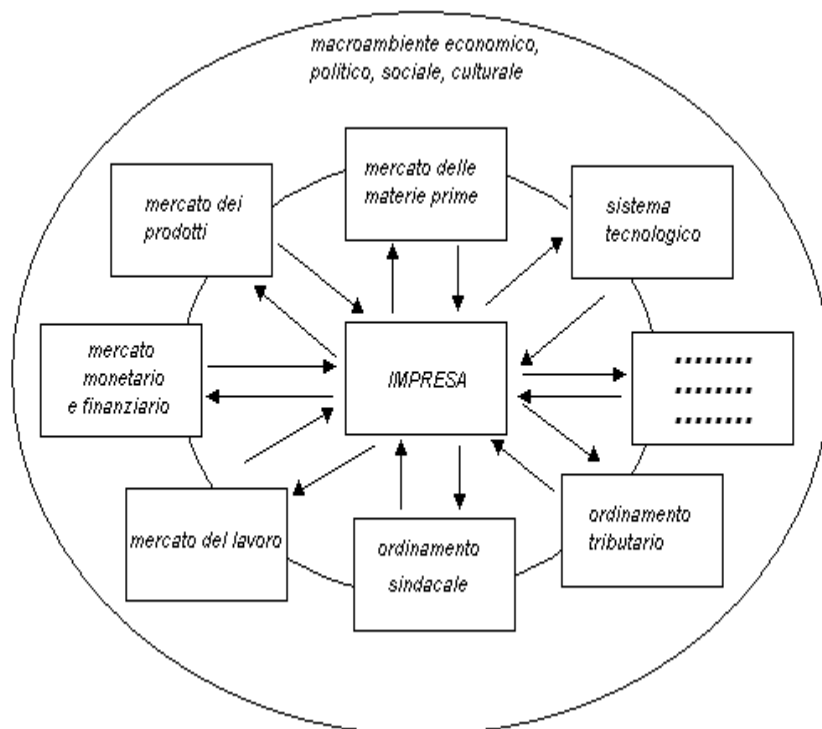 macroambiente economico,
politico, sociale, culturale
mercato delle
materie prime
mercato dei
prodotti
sistema
tecnologico
mercato
monetario
e finanziario
IMPRESA
........
........
........
mercato del lavoro
ordinamento
sindacale
ordinamento
tributario